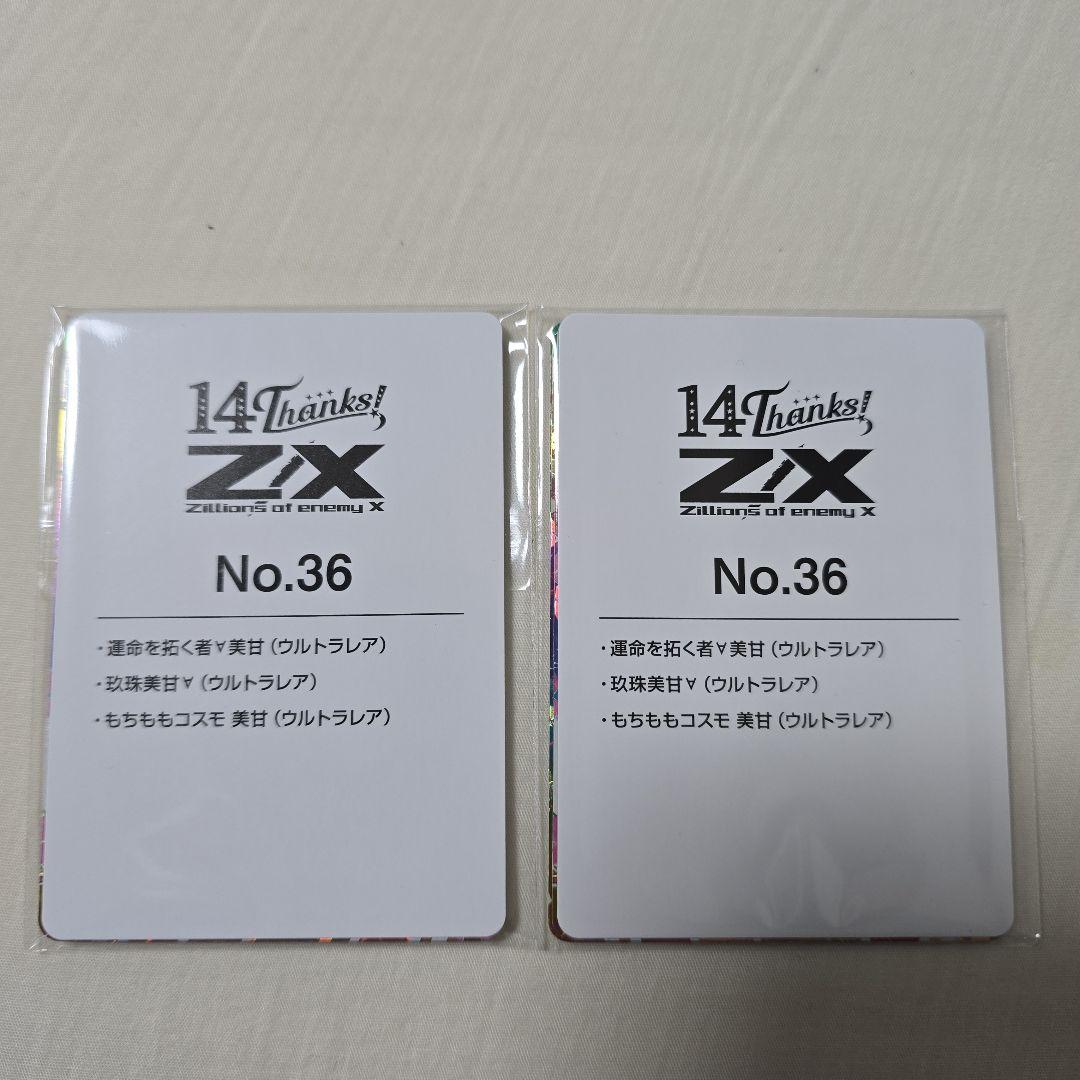 14 Thanks!
Z/X
Zillions of enemy X
No.36
・運命を拓く者∀美甘(ウルトラレア)
・玖珠美甘∀(ウルトラレア)
・もちももコスモ 美甘(ウルトラレア)
14 Thanks!
Z/X
Zillions of enemy X
No.36
・運命を拓く者∀美甘(ウルトラレア)
・玖珠美甘∀(ウルトラレア)
・もちももコスモ 美甘(ウルトラレア)